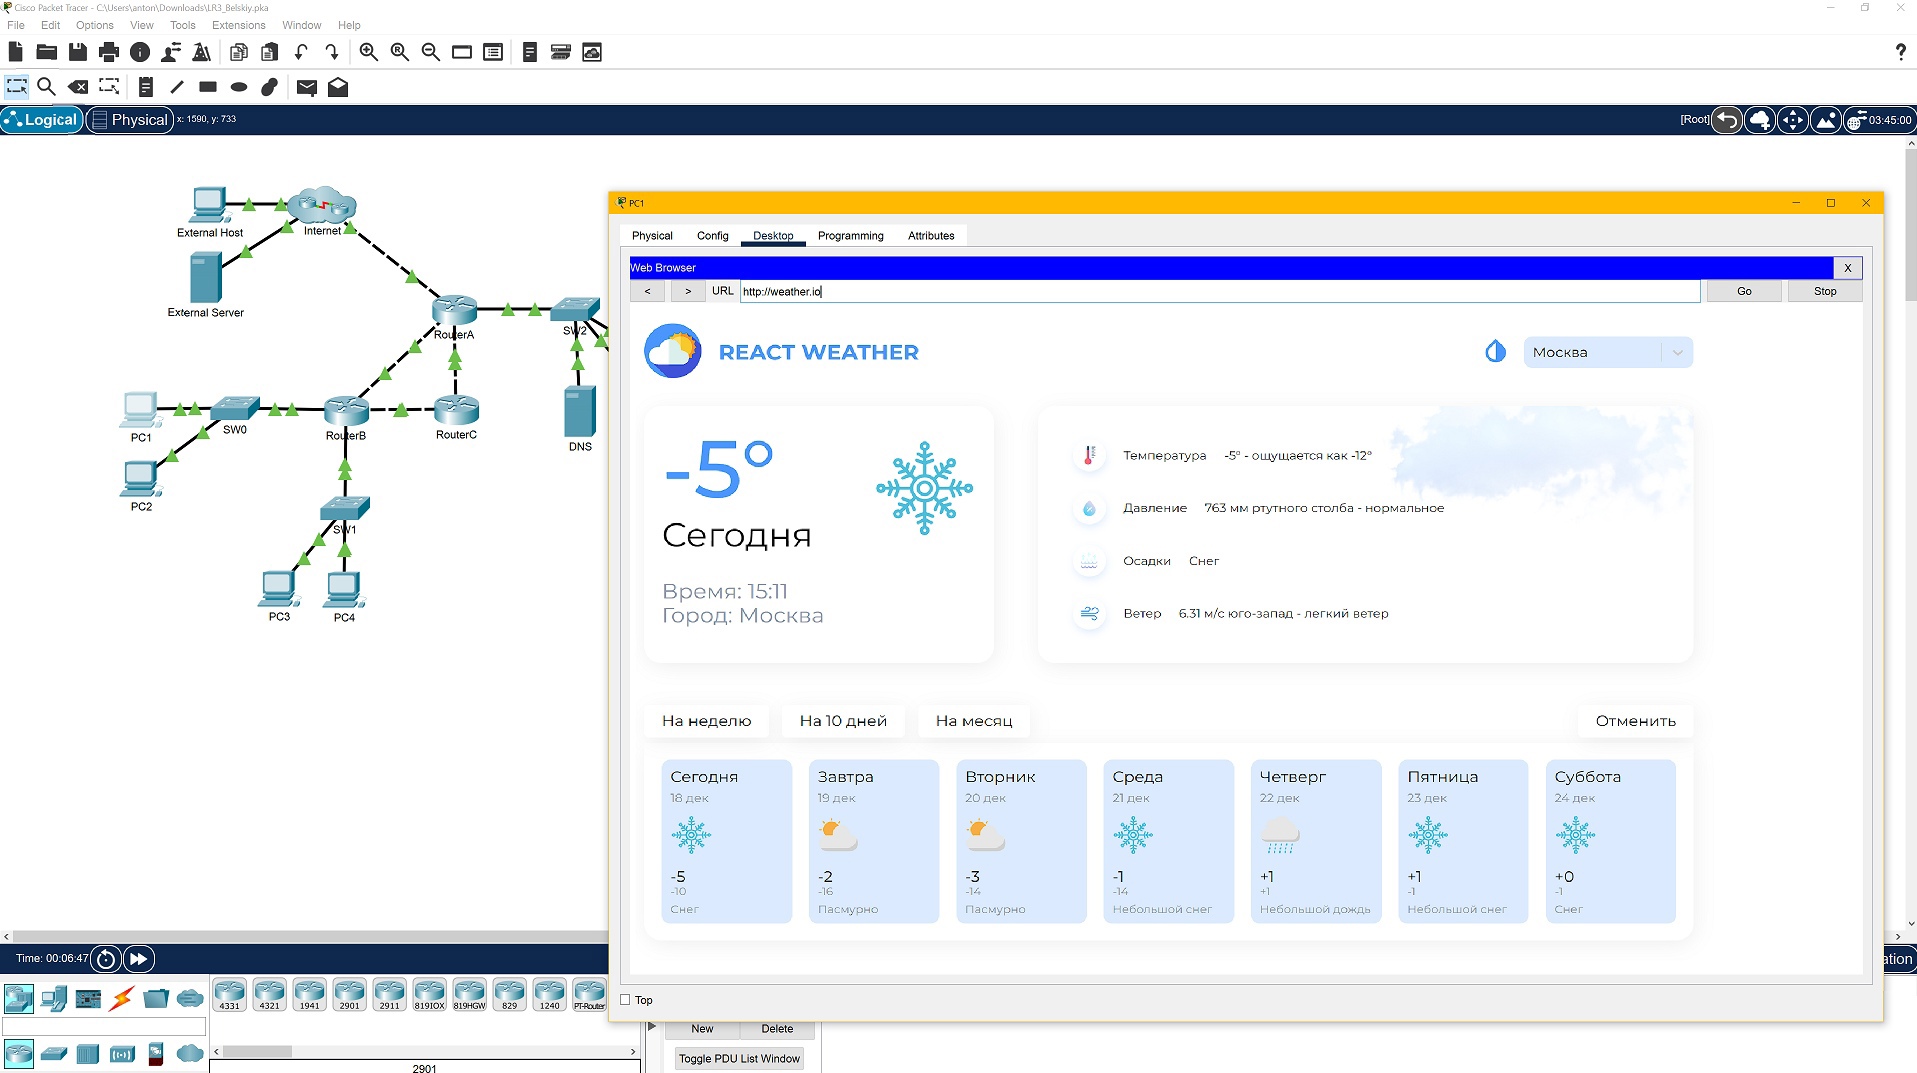 Cisco Packet Tracer - C:\Users\anton\Downloads\LR3_Belskiy.pka
File Edit Options View Tools Extensions Window Help
Logical Physical x: 1590, y: 733 [Root] 03:45:00
External Host
Internet
External Server
RouterA
SW2
PC1
SW0
RouterB
RouterC
DNS
PC2
SW1
PC3
PC4
PC1
Physical Config Desktop Programming Attributes
Web Browser X
< > URL http://weather.io Go Stop
REACT WEATHER Москва
-5°
Сегодня
Время: 15:11
Город: Москва
Температура -5° - ощущается как -12°
Давление 763 мм ртутного столба - нормальное
Осадки Снег
Ветер 6.31 м/с юго-запад - легкий ветер
На неделю На 10 дней На месяц Отменить
Сегодня
18 дек
-5
-10
Снег
Завтра
19 дек
-2
-16
Пасмурно
Вторник
20 дек
-3
-14
Пасмурно
Среда
21 дек
-1
-14
Небольшой снег
Четверг
22 дек
+1
+1
Небольшой дождь
Пятница
23 дек
+1
-1
Небольшой снег
Суббота
24 дек
+0
-1
Снег
Top
Time: 00:06:47
ation
4331 4321 1941 2901 2911 819IOX 819HGW 829 1240 PT-Router
New Delete
Toggle PDU List Window
2901